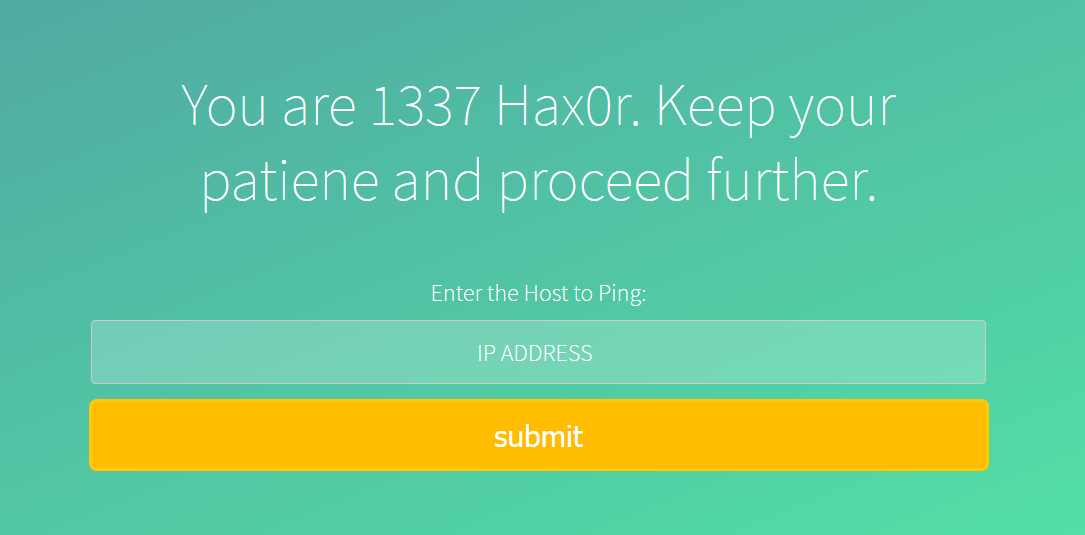 You are 1337 Hax0r. Keep your
patiene and proceed further.
Enter the Host to Ping:
IP ADDRESS
submit